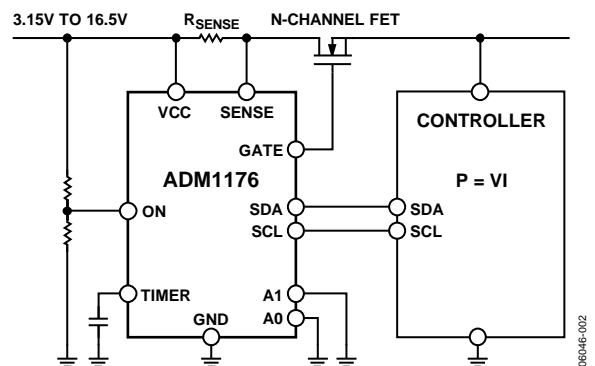 3.15V TO 16.5V
RSENSE
N-CHANNEL FET
VCC
SENSE
CONTROLLER
GATE
ADM1176
P = VI
ON
SDA
SDA
SCL
SCL
TIMER
A1
GND
A0
06046-002